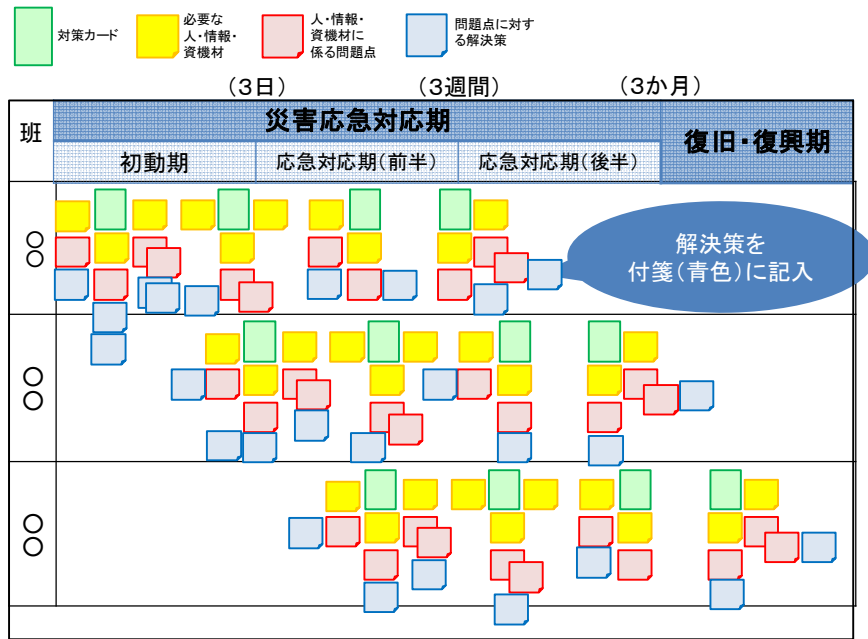 対策カード
必要な
人・情報・
資機材
人・情報・
資機材に
係る問題点
問題点に対す
る解決策
(3日)
(3週間)
(3か月)
班
災害応急対応期
復旧・復興期
初動期
応急対応期(前半)
応急対応期(後半)
〇〇
解決策を
付箋(青色)に記入
〇〇
〇〇